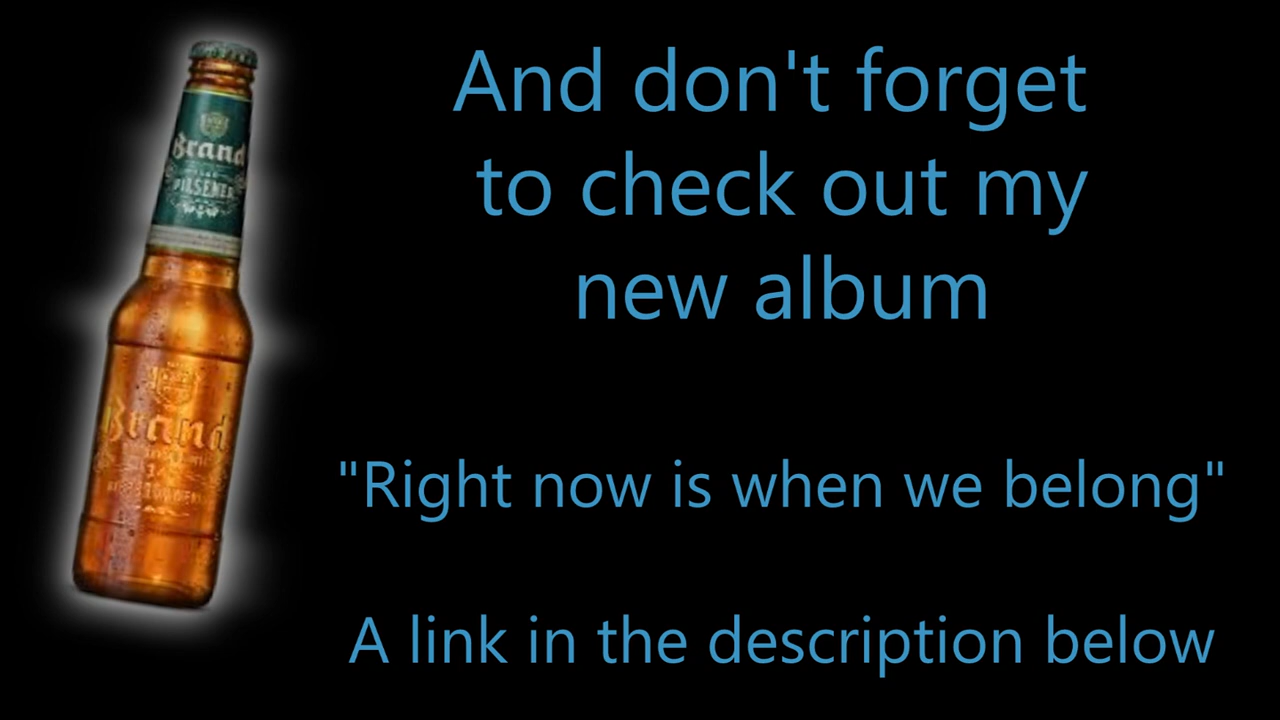 Brand
PILSENER
Brand
And don't forget
to check out my
new album
"Right now is when we belong"
A link in the description below